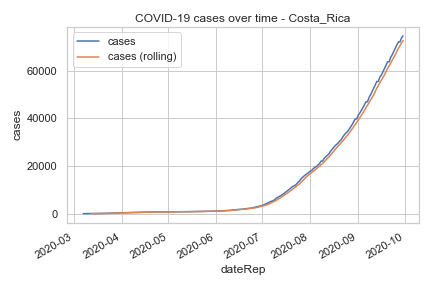 COVID-19 cases over time - Costa_Rica
cases
cases (rolling)
cases
60000
40000
20000
0
2020-03
2020-04
2020-05
2020-06
2020-07
2020-08
2020-09
2020-10
dateRep